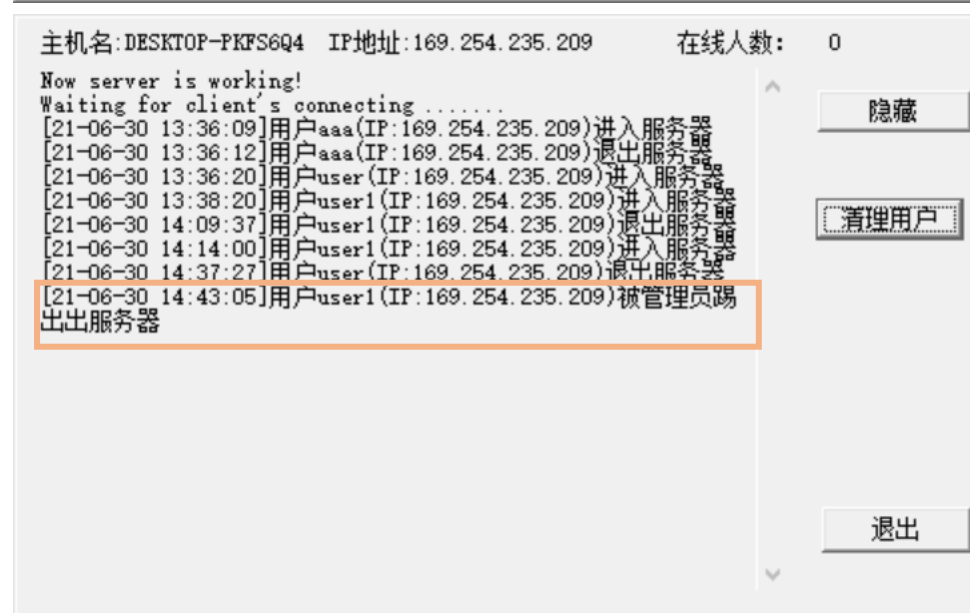 主机名:DESKTOP-PKFS6Q4 IP地址:169.254.235.209 在线人数: 0
Now server is working!
Waiting for client's connecting .......
[21-06-30 13:36:09]用户aaa(IP:169.254.235.209)进入服务器
[21-06-30 13:36:12]用户aaa(IP:169.254.235.209)退出服务器
[21-06-30 13:36:20]用户user(IP:169.254.235.209)进入服务器
[21-06-30 13:38:20]用户user1(IP:169.254.235.209)进入服务器
[21-06-30 14:09:37]用户user1(IP:169.254.235.209)退出服务器
[21-06-30 14:14:00]用户user1(IP:169.254.235.209)进入服务器
[21-06-30 14:37:27]用户user(IP:169.254.235.209)退出服务器
[21-06-30 14:43:05]用户user1(IP:169.254.235.209)被管理员踢
出出服务器
隐藏
清理用户
退出